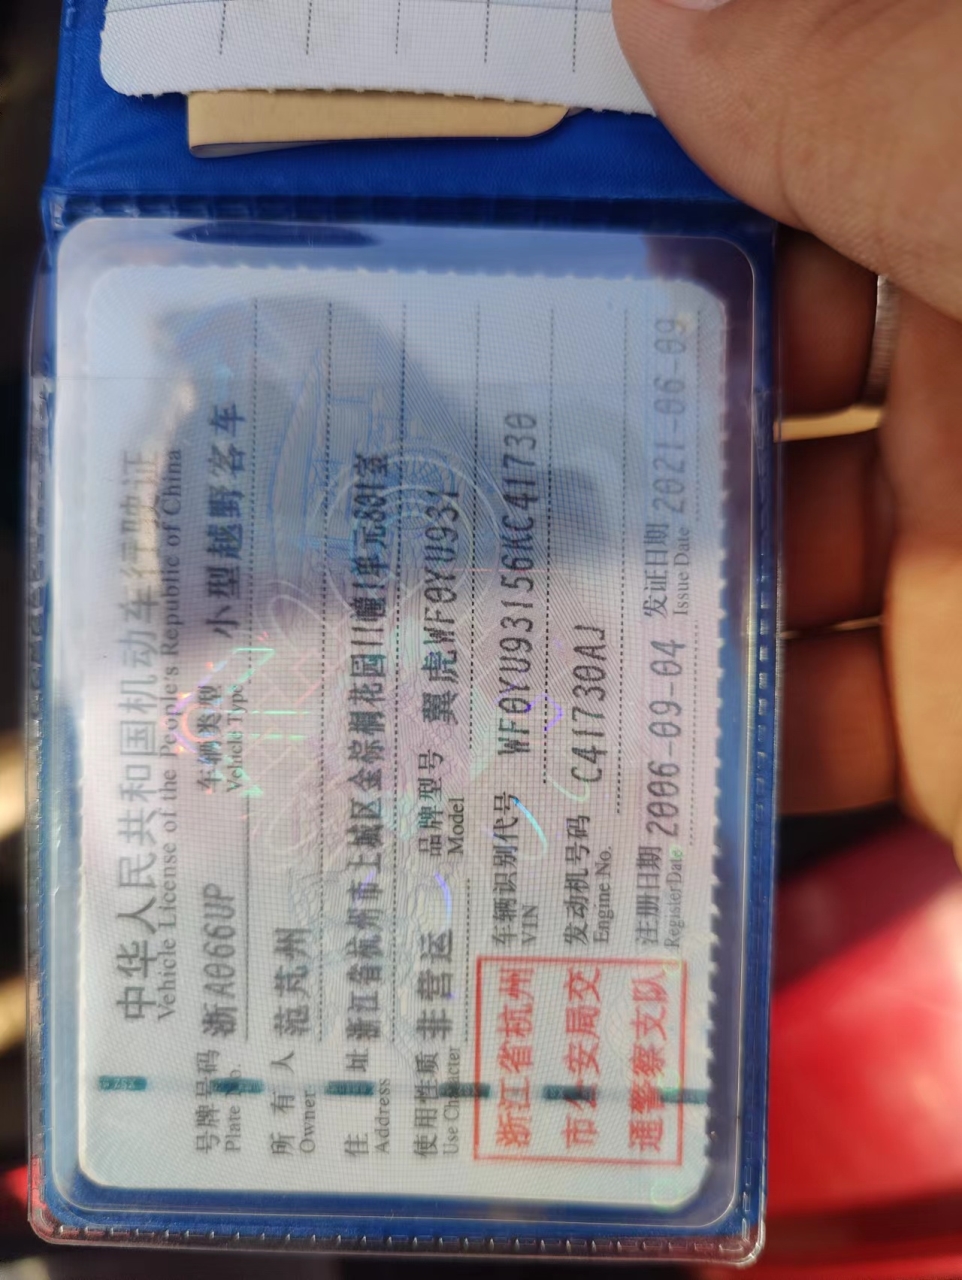 中华人民共和国机动车行驶证
Vehicle License of the People's Republic of China
号牌号码 浙A066UP 车辆类型 小型越野客车
Plate No. Vehicle Type
所有人 范芃州
Owner
住址 浙江省杭州市上城区金棕榈花园11幢1单元801室
Address
使用性质 非营运 品牌型号 翼虎WF0YU931
Use Character Model
浙江省杭州
市公安局交
通警察支队
车辆识别代号 WF0YU93156KC41730
VIN
发动机号码 C41730AJ
Engine No.
注册日期 2006-09-04 发证日期 2021-06-09
Register Date Issue Date